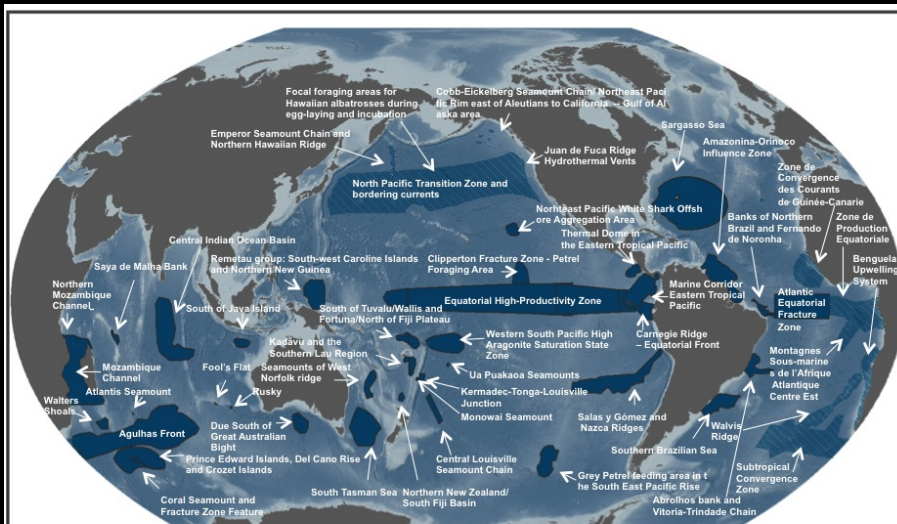 Focal foraging areas for
Hawaiian albatrosses during
egg-laying and incubation
Cobb-Eickelberg Seamount Chain/ Northeast Paci
fic Rim east of Aleutians to California -- Gulf of Al
aska area
Emperor Seamount Chain and
Northern Hawaiian Ridge
Juan de Fuca Ridge
Hydrothermal Vents
Sargasso Sea
Amazonina-Orinoco
Influence Zone
Zone de
Convergence
des Courants
de Guinée-Canarie
North Pacific Transition Zone and
bordering currents
Norhteast Pacific White Shark Offsh
ore Aggregation Area
Thermal Dome in
the Eastern Tropical Pacific
Banks of Northern
Brazil and Fernando
de Noronha
Zone de
Production
Equatoriale
Benguela
Upwelling
System
Central Indian Ocean Basin
Saya de Malha Bank
Remetau group: South-west Caroline Islands
and Northern New Guinea
Clipperton Fracture Zone - Petrel
Foraging Area
Northern
Mozambique
Channel
South of Java Island
Equatorial High-Productivity Zone
Marine Corridor
Eastern Tropical
Pacific
Atlantic
Equatorial
Fracture
Zone
South of Tuvalu/Wallis and
Fortuna/North of Fiji Plateau
Kadavu and the
Southern Lau Region
Western South Pacific High
Aragonite Saturation State
Zone
Carnegie Ridge
– Equatorial Front
Montagnes
Sous-marine
s de l'Afrique
Atlantique
Centre Est
Mozambique
Channel
Fool's Flat
Seamounts of West
Norfolk ridge
Ua Puakaoa Seamounts
Atlantis Seamount
Rusky
Kermadec-Tonga-Louisville
Junction
Walters
Shoals
Monowai Seamount
Salas y Gómez and
Nazca Ridges
Walvis
Ridge
Agulhas Front
Due South of
Great Australian
Bight
Southern Brazilian Sea
Prince Edward Islands, Del Cano Rise
and Crozet Islands
Central Louisville
Seamount Chain
Grey Petrel feeding area in t
he South East Pacific Rise
Subtropical
Convergence
Zone
Coral Seamount and
Fracture Zone Feature
South Tasman Sea
Northern New Zealand/
South Fiji Basin
Abrolhos bank and
Vitoria-Trindade Chain